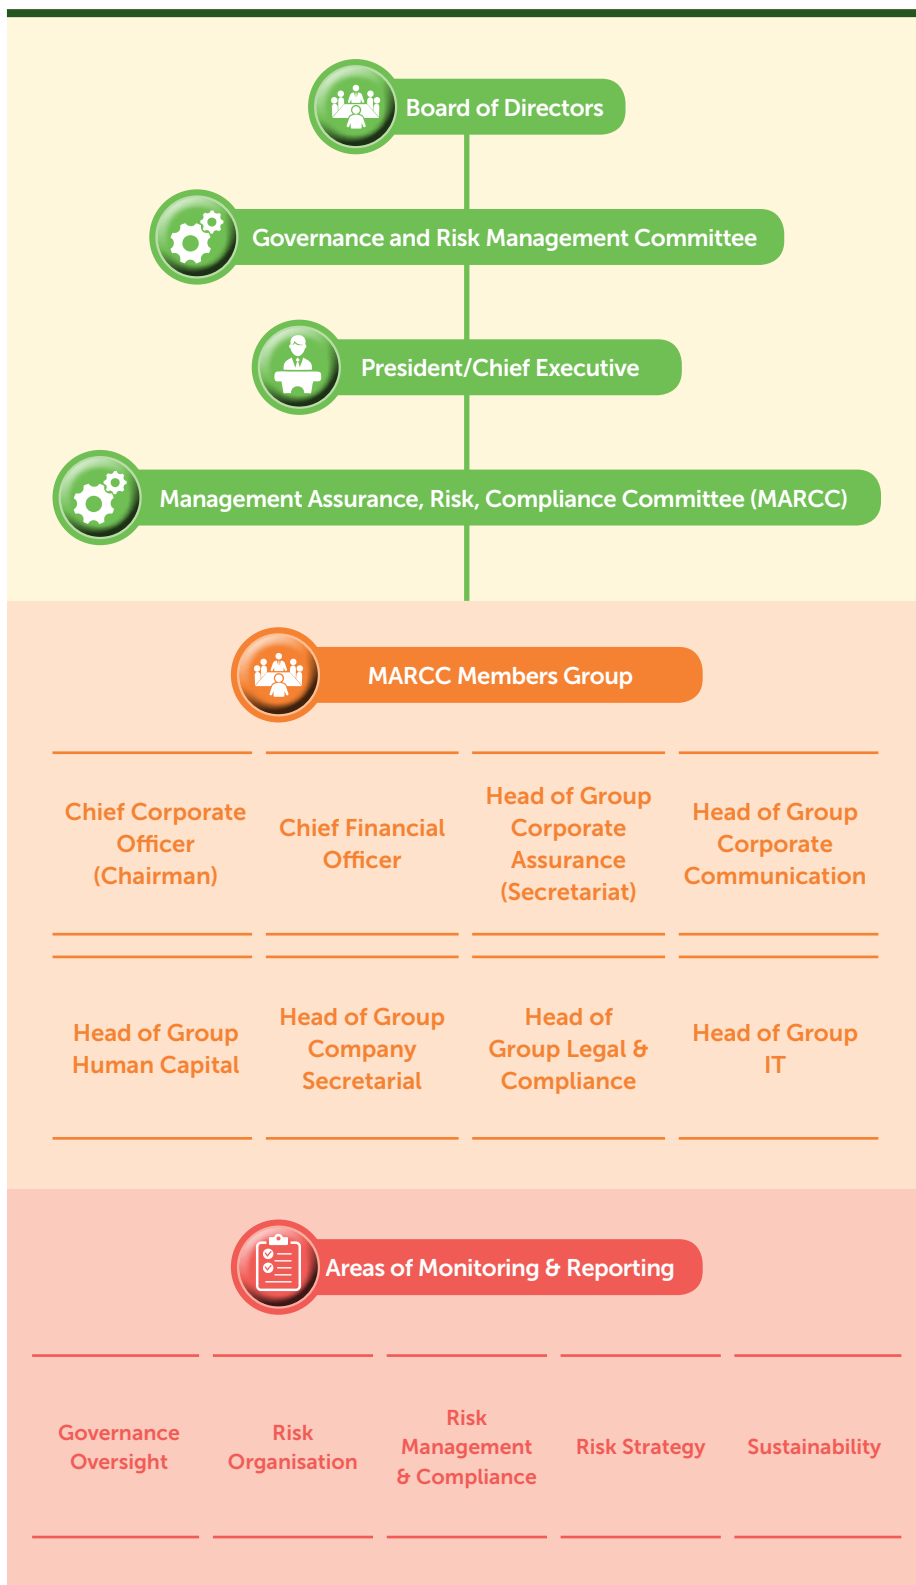 Board of Directors
Governance and Risk Management Committee
President/Chief Executive
Management Assurance, Risk, Compliance Committee (MARCC)
MARCC Members Group
Chief Corporate
Officer
(Chairman)
Chief Financial
Officer
Head of Group
Corporate
Assurance
(Secretariat)
Head of Group
Corporate
Communication
Head of Group
Human Capital
Head of Group
Company
Secretarial
Head of
Group Legal &
Compliance
Head of Group
IT
Areas of Monitoring & Reporting
Governance
Oversight
Risk
Organisation
Risk
Management
& Compliance
Risk Strategy
Sustainability